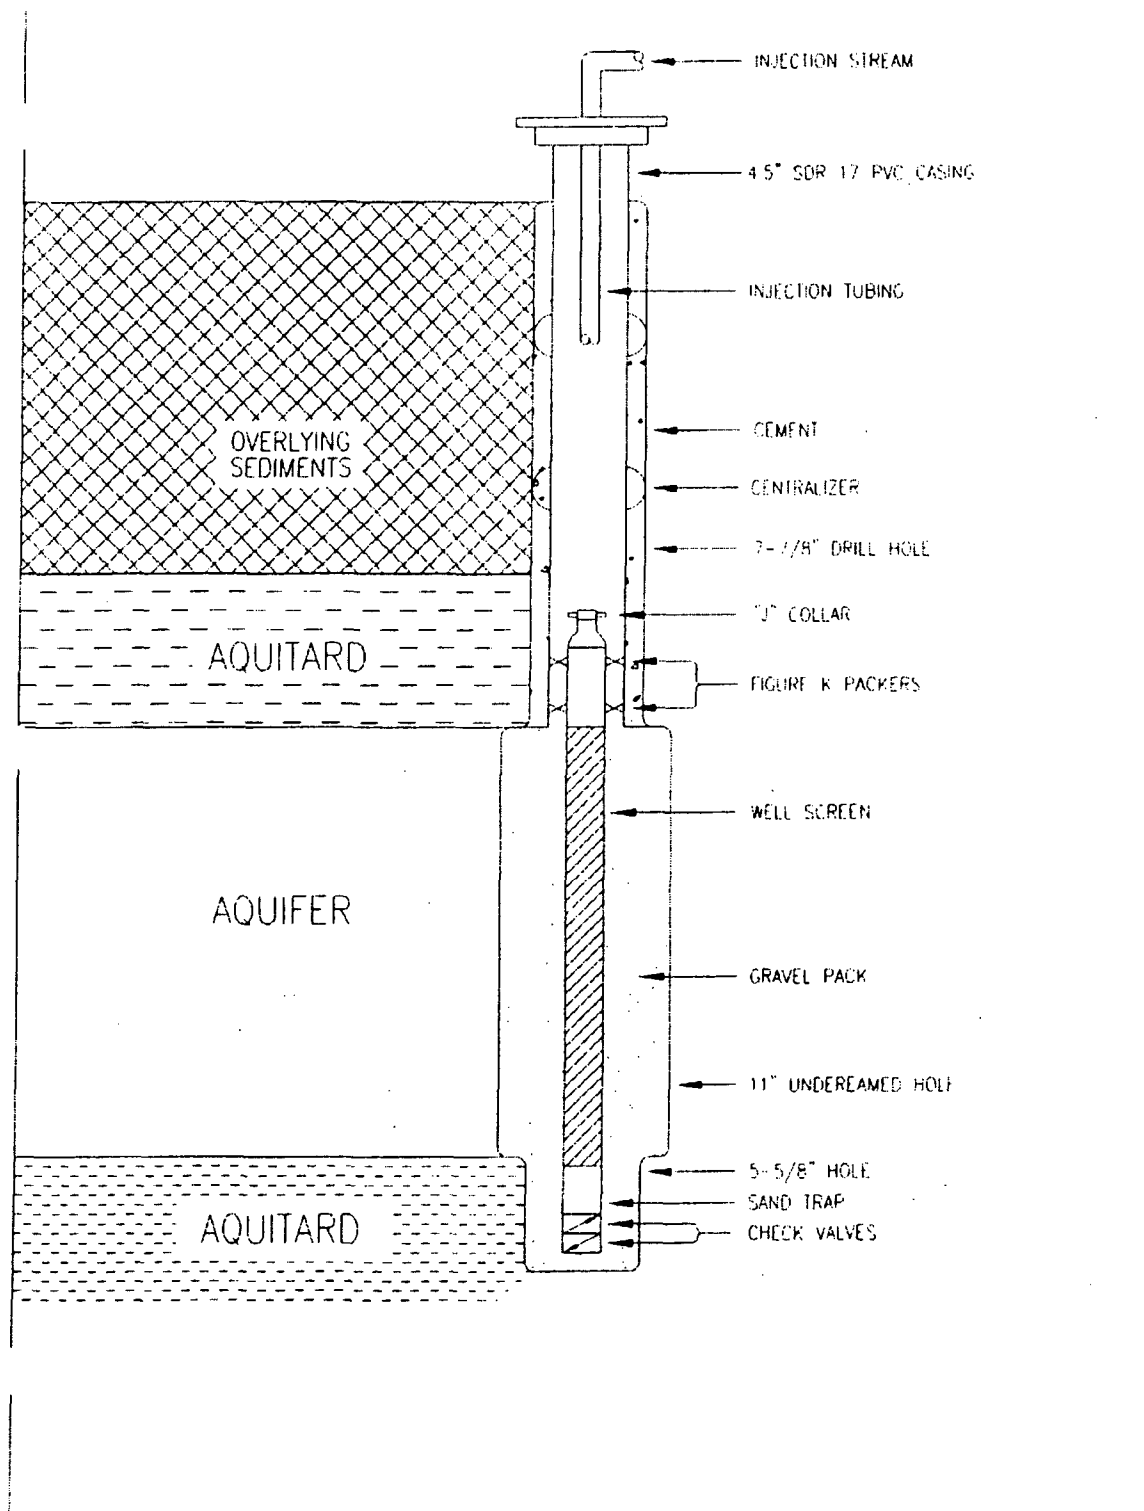 INJECTION STREAM
4.5" SDR 17 PVC CASING
INJECTION TUBING
OVERLYING
SEDIMENTS
CEMENT
CENTRALIZER
7-7/8" DRILL HOLE
"J" COLLAR
AQUITARD
FIGURE K PACKERS
WELL SCREEN
AQUIFER
GRAVEL PACK
11" UNDEREAMED HOLE
5-5/8" HOLE
SAND TRAP
AQUITARD
CHECK VALVES